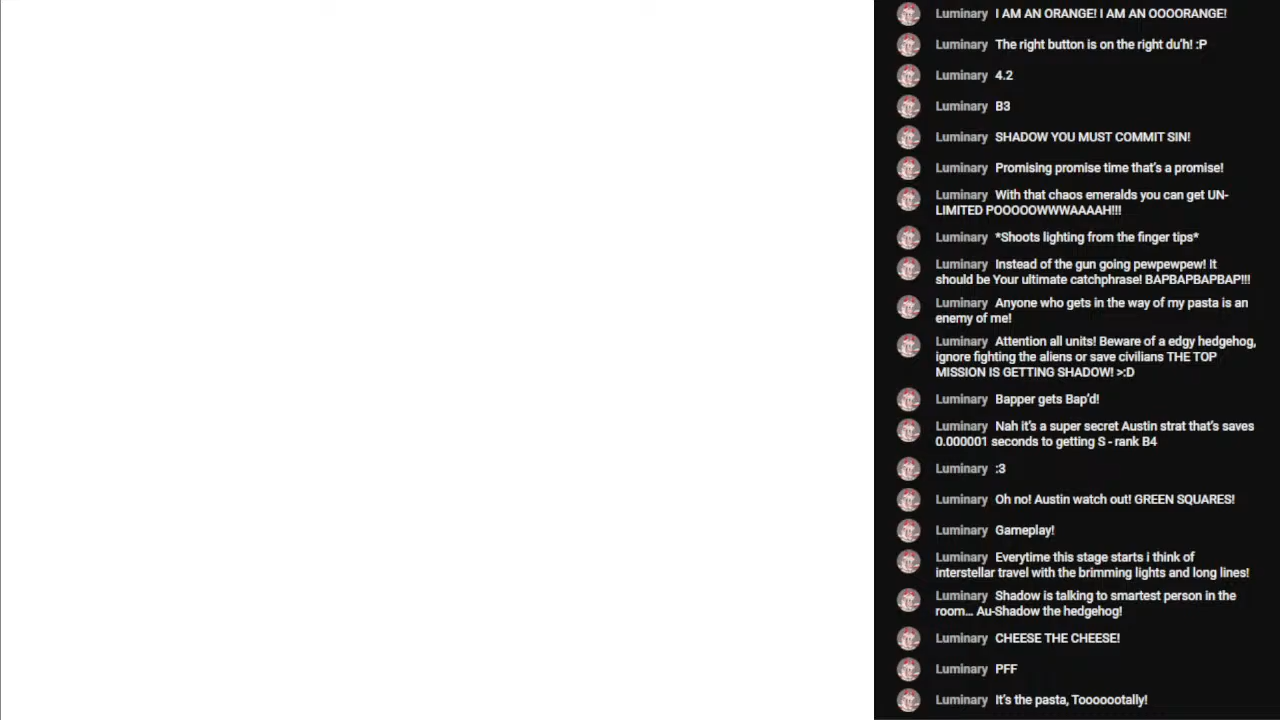 Luminary I AM AN ORANGE! I AM AN OOOORANGE!
Luminary The right button is on the right du'h! :P
Luminary 4.2
Luminary B3
Luminary SHADOW YOU MUST COMMIT SIN!
Luminary Promising promise time that's a promise!
Luminary With that chaos emeralds you can get UN-
LIMITED POOOOOWWWAAAAH!!!
Luminary *Shoots lighting from the finger tips*
Luminary Instead of the gun going pewpewpew! It
should be Your ultimate catchphrase! BAPBAPBAPBAP!!!
Luminary Anyone who gets in the way of my pasta is an
enemy of me!
Luminary Attention all units! Beware of a edgy hedgehog,
ignore fighting the aliens or save civilians THE TOP
MISSION IS GETTING SHADOW! >:D
Luminary Bapper gets Bap'd!
Luminary Nah it's a super secret Austin strat that's saves
0.000001 seconds to getting S - rank B4
Luminary :3
Luminary Oh no! Austin watch out! GREEN SQUARES!
Luminary Gameplay!
Luminary Everytime this stage starts i think of
interstellar travel with the brimming lights and long lines!
Luminary Shadow is talking to smartest person in the
room... Au-Shadow the hedgehog!
Luminary CHEESE THE CHEESE!
Luminary PFF
Luminary It's the pasta, Tooooootally!